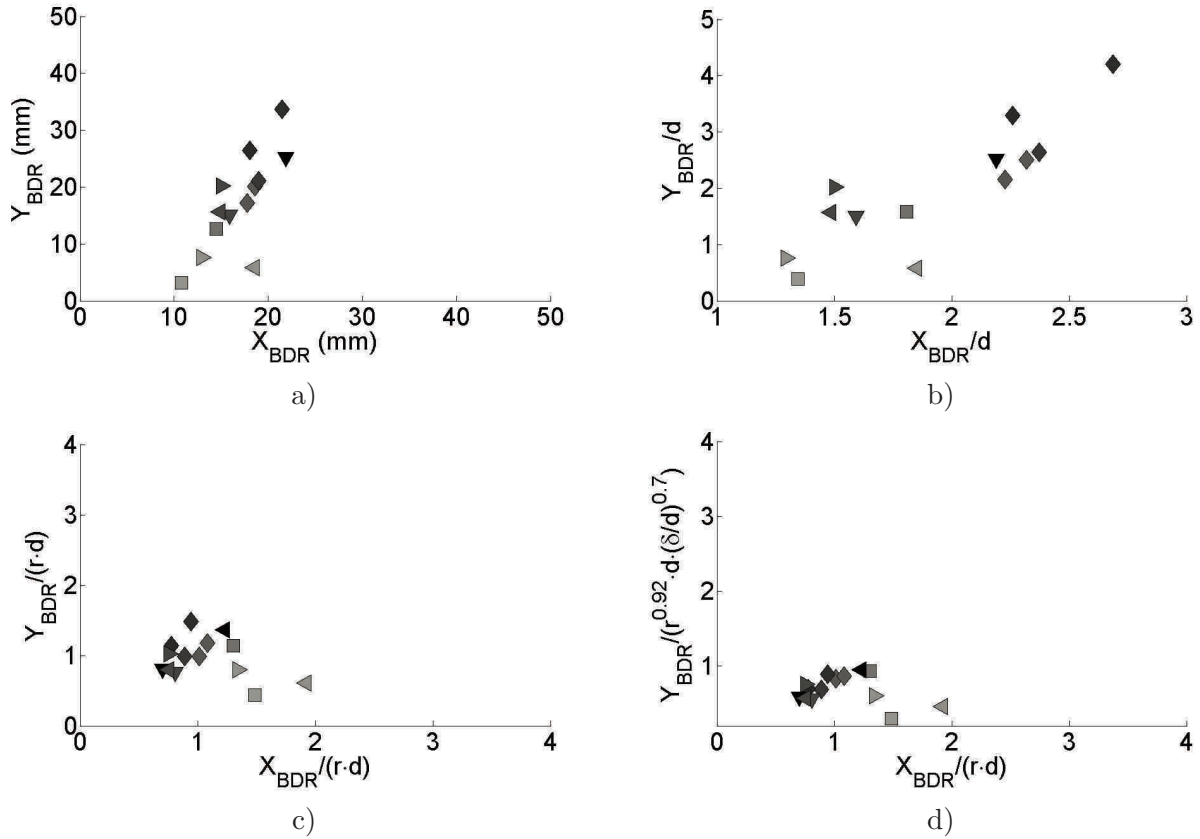 50
40
30
20
10
0
Y_BDR (mm)
0 10 20 30 40 50
X_BDR (mm)
a)
5
4
3
2
1
0
Y_BDR/d
1 1.5 2 2.5 3
X_BDR/d
b)
4
3
2
1
0
Y_BDR/(r·d)
0 1 2 3 4
X_BDR/(r·d)
c)
4
3
2
1
Y_BDR/(r^0.92·d·(δ/d)^0.7)
0 1 2 3 4
X_BDR/(r·d)
d)